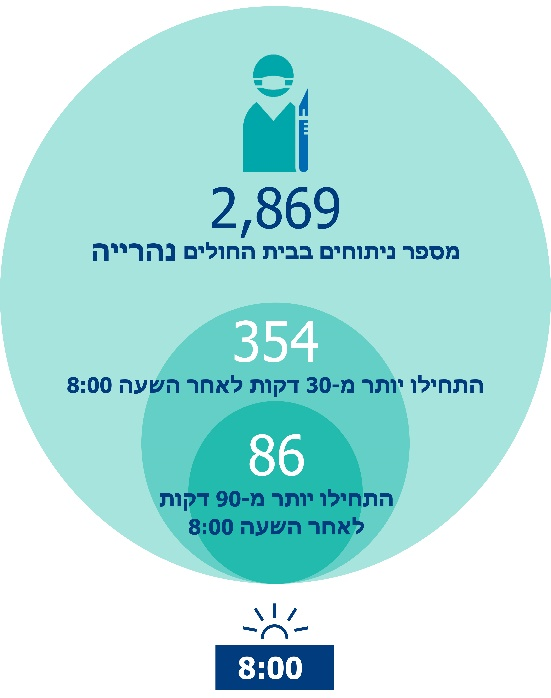 2,869
מספר ניתוחים בבית החולים נהרייה
354
התחילו יותר מ-30 דקות לאחר השעה 8:00
86
התחילו יותר מ-90 דקות
לאחר השעה 8:00
8:00